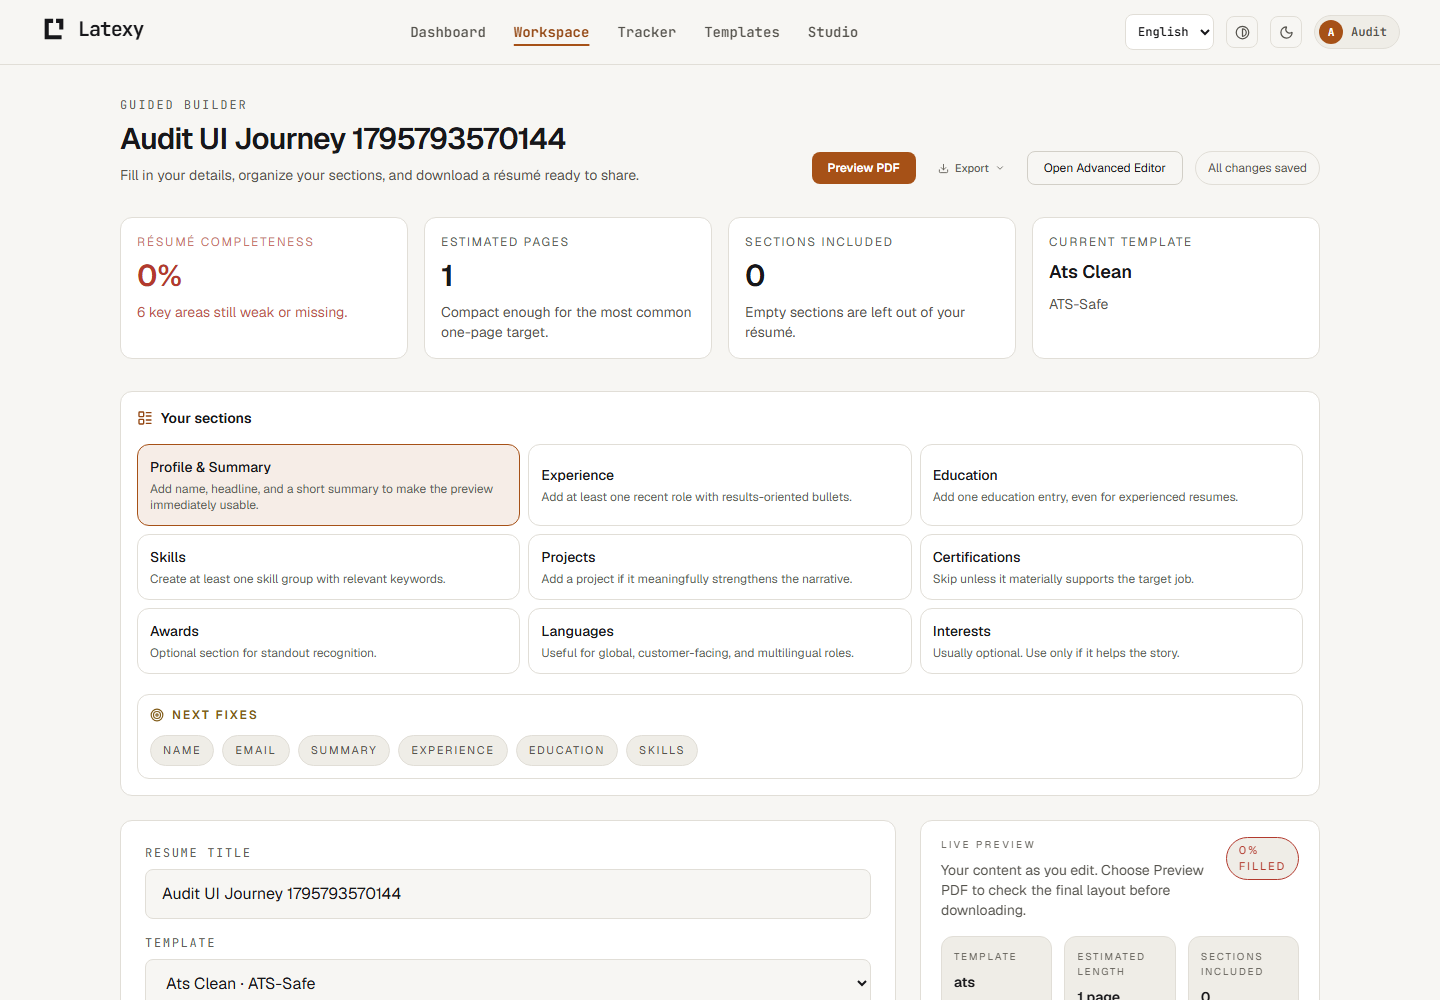 Latexy
Dashboard
Workspace
Tracker
Templates
Studio
English
A
Audit
GUIDED BUILDER
Audit UI Journey 1795793570144
Fill in your details, organize your sections, and download a résumé ready to share.
Preview PDF
Export
Open Advanced Editor
All changes saved
RÉSUMÉ COMPLETENESS
0%
6 key areas still weak or missing.
ESTIMATED PAGES
1
Compact enough for the most common
one-page target.
SECTIONS INCLUDED
0
Empty sections are left out of your
résumé.
CURRENT TEMPLATE
Ats Clean
ATS-Safe
Your sections
Profile & Summary
Add name, headline, and a short summary to make the preview
immediately usable.
Experience
Add at least one recent role with results-oriented bullets.
Education
Add one education entry, even for experienced resumes.
Skills
Create at least one skill group with relevant keywords.
Projects
Add a project if it meaningfully strengthens the narrative.
Certifications
Skip unless it materially supports the target job.
Awards
Optional section for standout recognition.
Languages
Useful for global, customer-facing, and multilingual roles.
Interests
Usually optional. Use only if it helps the story.
NEXT FIXES
NAME
EMAIL
SUMMARY
EXPERIENCE
EDUCATION
SKILLS
RESUME TITLE
Audit UI Journey 1795793570144
TEMPLATE
Ats Clean · ATS-Safe
LIVE PREVIEW
Your content as you edit. Choose Preview
PDF to check the final layout before
downloading.
0%
FILLED
TEMPLATE
ats
ESTIMATED
LENGTH
1 page
SECTIONS
INCLUDED
0